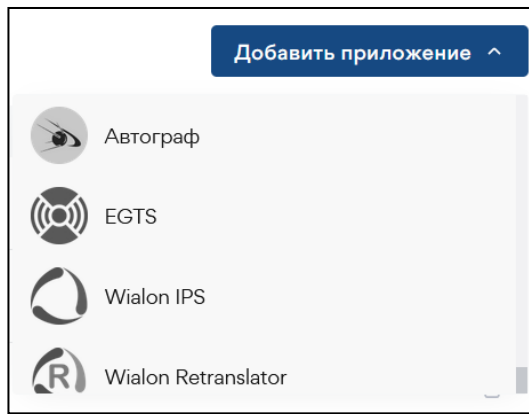 Добавить приложение
Автограф
EGTS
Wialon IPS
R
Wialon Retranslator